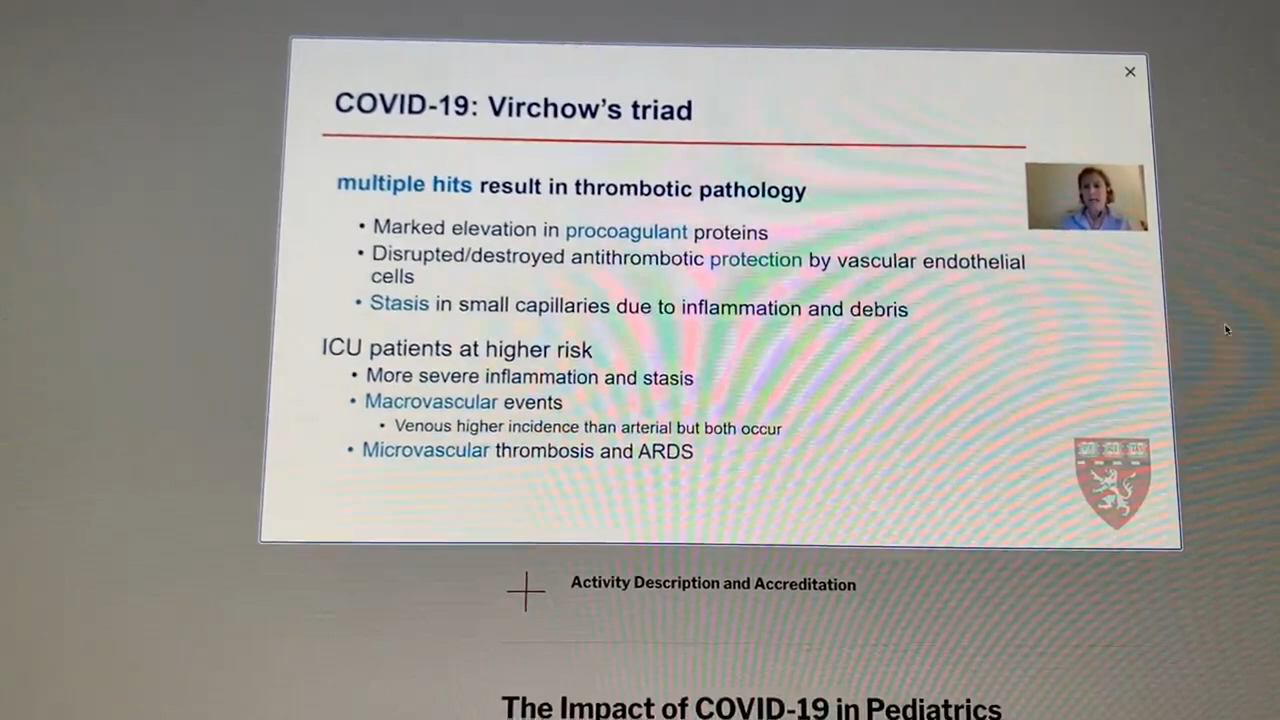 COVID-19: Virchow's triad
multiple hits result in thrombotic pathology
• Marked elevation in procoagulant proteins
• Disrupted/destroyed antithrombotic protection by vascular endothelial
cells
• Stasis in small capillaries due to inflammation and debris
ICU patients at higher risk
• More severe inflammation and stasis
• Macrovascular events
• Venous higher incidence than arterial but both occur
• Microvascular thrombosis and ARDS
Activity Description and Accreditation
The Impact of COVID-19 in Pediatrics